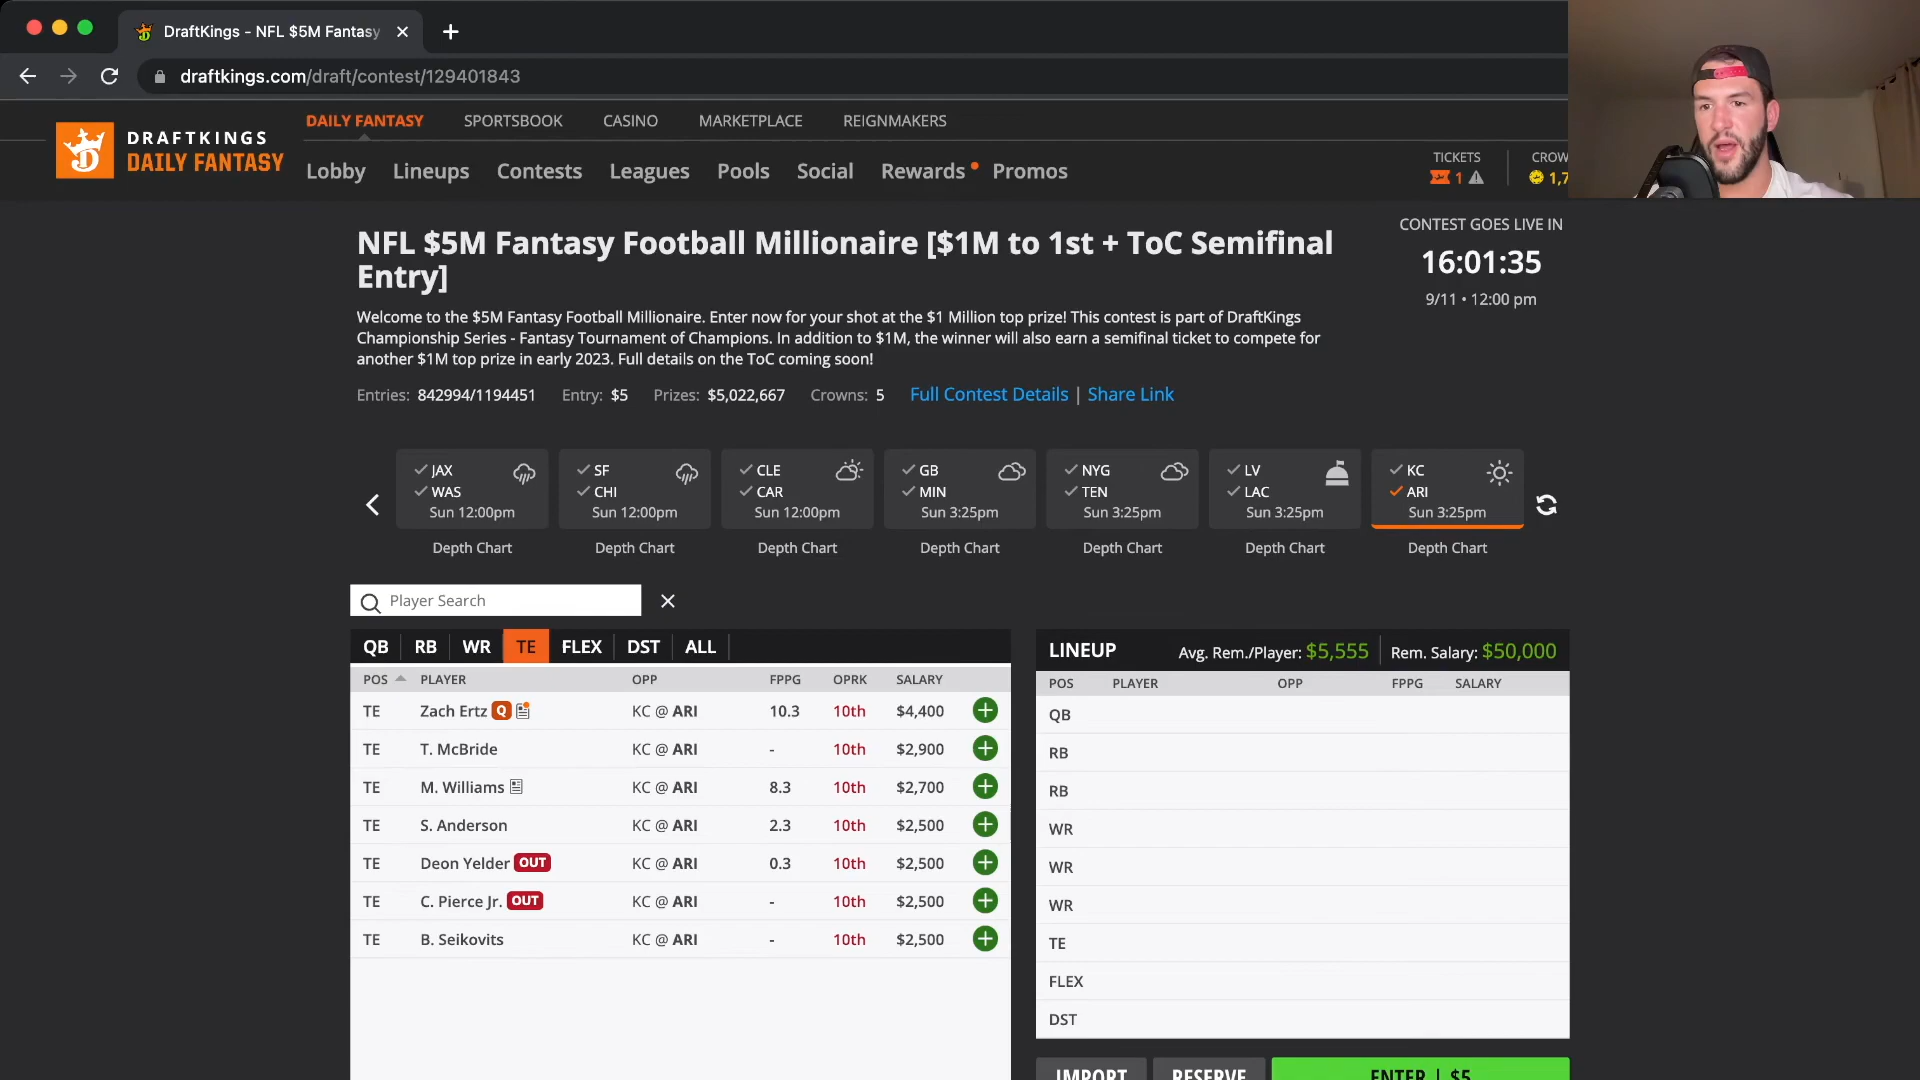 DraftKings - NFL $5M Fantasy
draftkings.com/draft/contest/129401843
DAILY FANTASY SPORTSBOOK CASINO MARKETPLACE REIGNMAKERS
DRAFTKINGS
DAILY FANTASY
Lobby Lineups Contests Leagues Pools Social Rewards Promos
TICKETS CROW
1 1,7
NFL $5M Fantasy Football Millionaire [$1M to 1st + ToC Semifinal
Entry]
CONTEST GOES LIVE IN
16:01:35
9/11 • 12:00 pm
Welcome to the $5M Fantasy Football Millionaire. Enter now for your shot at the $1 Million top prize! This contest is part of DraftKings
Championship Series - Fantasy Tournament of Champions. In addition to $1M, the winner will also earn a semifinal ticket to compete for
another $1M top prize in early 2023. Full details on the ToC coming soon!
Entries: 842994/1194451 Entry: $5 Prizes: $5,022,667 Crowns: 5 Full Contest Details | Share Link
JAX SF CLE GB NYG LV KC
WAS CHI CAR MIN TEN LAC ARI
Sun 12:00pm Sun 12:00pm Sun 12:00pm Sun 3:25pm Sun 3:25pm Sun 3:25pm Sun 3:25pm
Depth Chart Depth Chart Depth Chart Depth Chart Depth Chart Depth Chart Depth Chart
Player Search
QB RB WR TE FLEX DST ALL
POS PLAYER OPP FPPG OPRK SALARY
TE Zach Ertz Q KC @ ARI 10.3 10th $4,400
TE T. McBride KC @ ARI - 10th $2,900
TE M. Williams KC @ ARI 8.3 10th $2,700
TE S. Anderson KC @ ARI 2.3 10th $2,500
TE Deon Yelder OUT KC @ ARI 0.3 10th $2,500
TE C. Pierce Jr. OUT KC @ ARI - 10th $2,500
TE B. Seikovits KC @ ARI - 10th $2,500
LINEUP Avg. Rem./Player: $5,555 Rem. Salary: $50,000
POS PLAYER OPP FPPG SALARY
QB
RB
RB
WR
WR
WR
TE
FLEX
DST
IMPORT RESERVE ENTER | $5